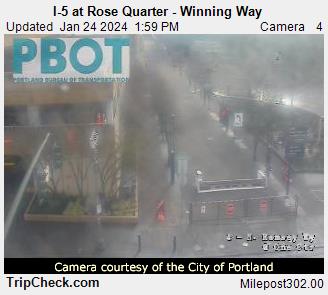 I-5 at Rose Quarter - Winning Way
Updated Jan 24 2024 1:59 PM Camera 4
PBOT
PORTLAND BUREAU OF TRANSPORTATION
Camera courtesy of the City of Portland
TripCheck.com Milepost302.00